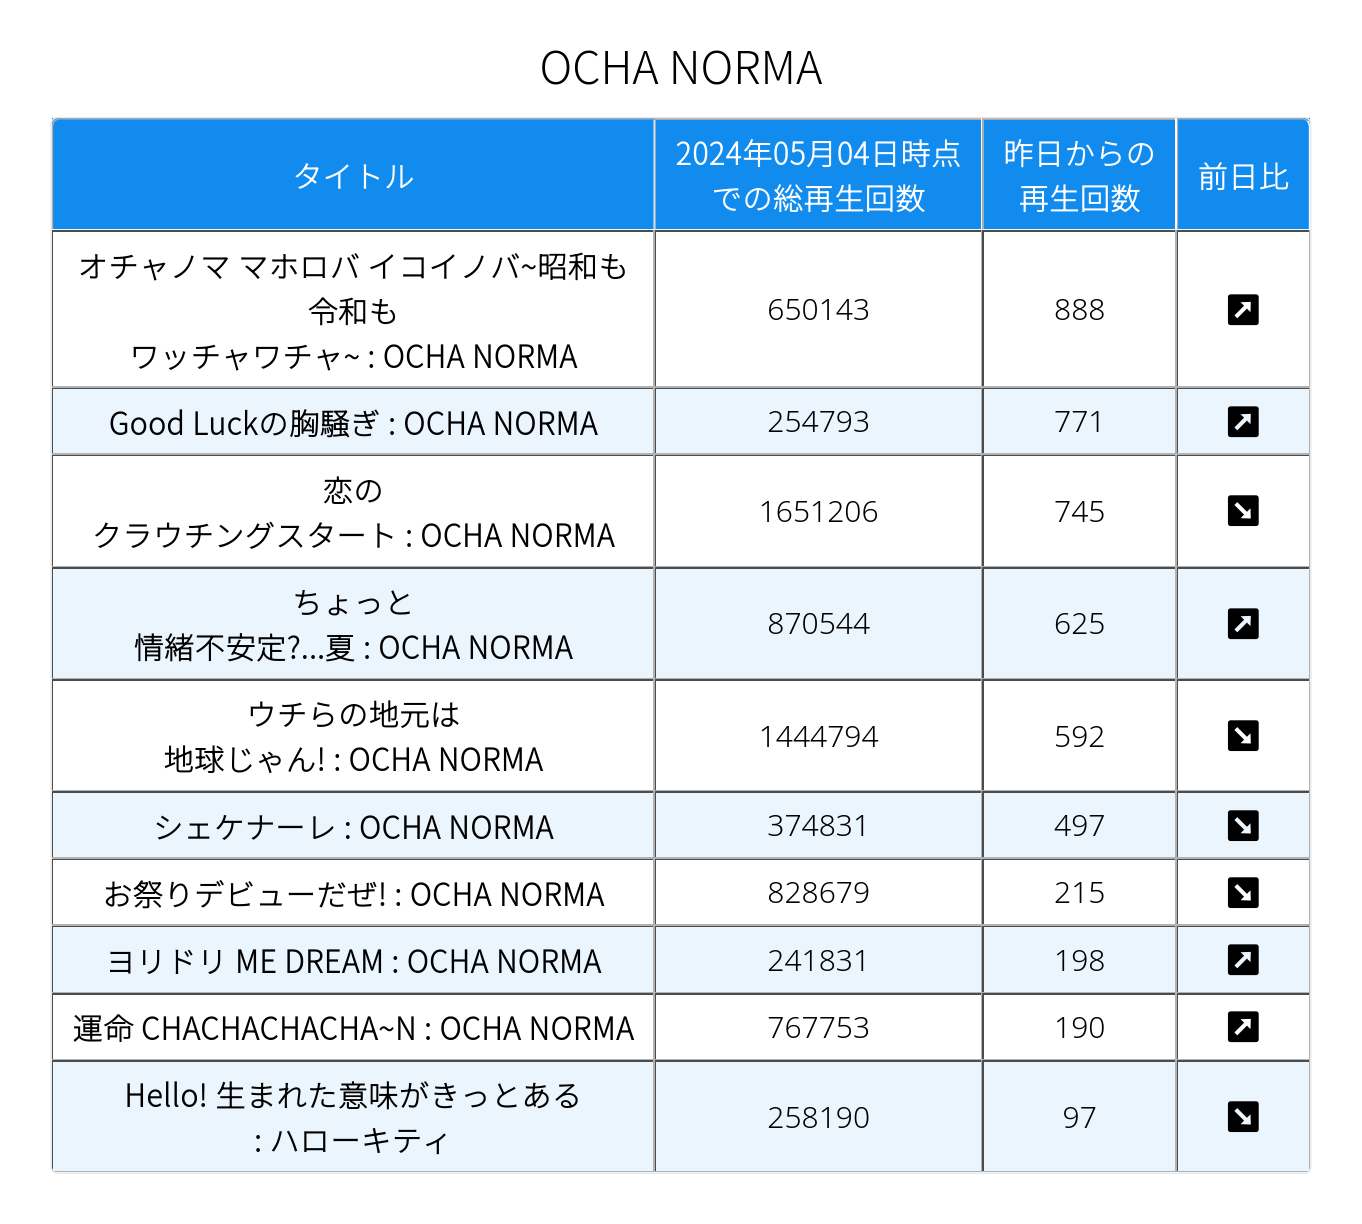 OCHA NORMA
タイトル
2024年05月04日時点
での総再生回数
昨日からの
再生回数
前日比
オチャノマ マホロバ イコイノバ~昭和も
令和も
ワッチャワチャ~ : OCHA NORMA
650143
888
Good Luckの胸騒ぎ : OCHA NORMA
254793
771
恋の
クラウチングスタート : OCHA NORMA
1651206
745
ちょっと
情緒不安定?...夏 : OCHA NORMA
870544
625
ウチらの地元は
地球じゃん! : OCHA NORMA
1444794
592
シェケナーレ : OCHA NORMA
374831
497
お祭りデビューだぜ! : OCHA NORMA
828679
215
ヨリドリ ME DREAM : OCHA NORMA
241831
198
運命 CHACHACHACHA~N : OCHA NORMA
767753
190
Hello! 生まれた意味がきっとある
: ハローキティ
258190
97